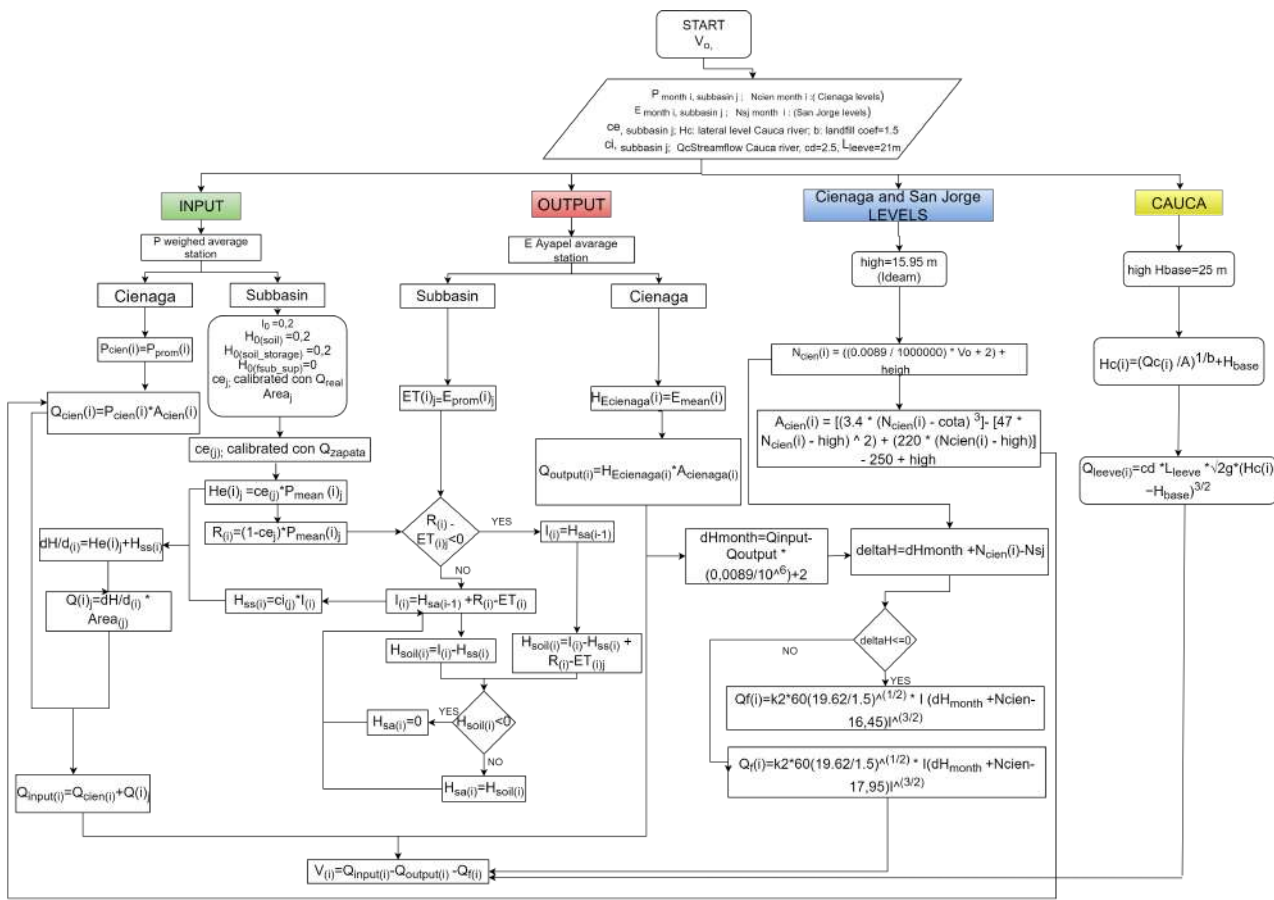 START
Vo,
P month i, subbasin j ; Ncien month i :( Cienaga levels)
E month i, subbasin j ; Nsj month i : (San Jorge levels)
ce, subbasin j; Hc: lateral level Cauca river; b: landfill coef=1.5
ci, subbasin j; QcStreamflow Cauca river, cd=2.5, Lleeve=21m
INPUT
P weighed average
station
Cienaga
Subbasin
Pcien(i)=Pprom(i)
I0 =0,2
H0(soil) =0,2
H0(soil_storage) =0,2
H0(fsub_sup)=0
cej; calibrated con Qreal
Areaj
Qcien(i)=Pcien(i)*Acien(i)
ce(j); calibrated con Qzapata
He(i)j =ce(j)*Pmean (i)j
R(i)=(1-cej)*Pmean(i)j
dH/d(i)=He(i)j+Hss(i)
Q(i)j=dH/d(i) *
Area(j)
Qinput(i)=Qcien(i)+Q(i)j
OUTPUT
E Ayapel avarage
station
Subbasin
Cienaga
ET(i)j=Eprom(i)j
HEcienaga(i)=Emean(i)
Qoutput(i)=HEcienaga(i)*Acienaga(i)
R(i) -
ET(i)j<0
YES
I(i)=Hsa(i-1)
NO
I(i)=Hsa(i-1) +R(i)-ET(i)
Hss(i)=ci(j)*I(i)
Hsoil(i)=I(i)-Hss(i)
Hsoil(i)=I(i)-Hss(i) +
R(i)-ET(i)j
Hsoil(i)<0
YES
Hsa(i)=0
NO
Hsa(i)=Hsoil(i)
Cienaga and San Jorge
LEVELS
high=15.95 m
(Ideam)
Ncien(i) = ((0.0089 / 1000000) * Vo + 2) +
heigh
Acien(i) = [(3.4 * (Ncien(i) - cota) 3]- [47 *
Ncien(i) - high) ^ 2) + (220 * (Ncien(i) - high)]
- 250 + high
dHmonth=Qinput-
Qoutput *
(0,0089/10^6)+2
deltaH=dHmonth +Ncien(i)-Nsj
deltaH<=0
NO
YES
Qf(i)=k2*60(19.62/1.5)^(1/2) * I (dHmonth +Ncien-
16,45)I^(3/2)
Qf(i)=k2*60(19.62/1.5)^(1/2) * I(dHmonth +Ncien-
17,95)I^(3/2)
CAUCA
high Hbase=25 m
Hc(i)=(Qc(i) /A)1/b+Hbase
Qleeve(i)=cd *Lleeve *√2g*(Hc(i)
−Hbase)3/2
V(i)=Qinput(i)-Qoutput(i) -Qf(i)